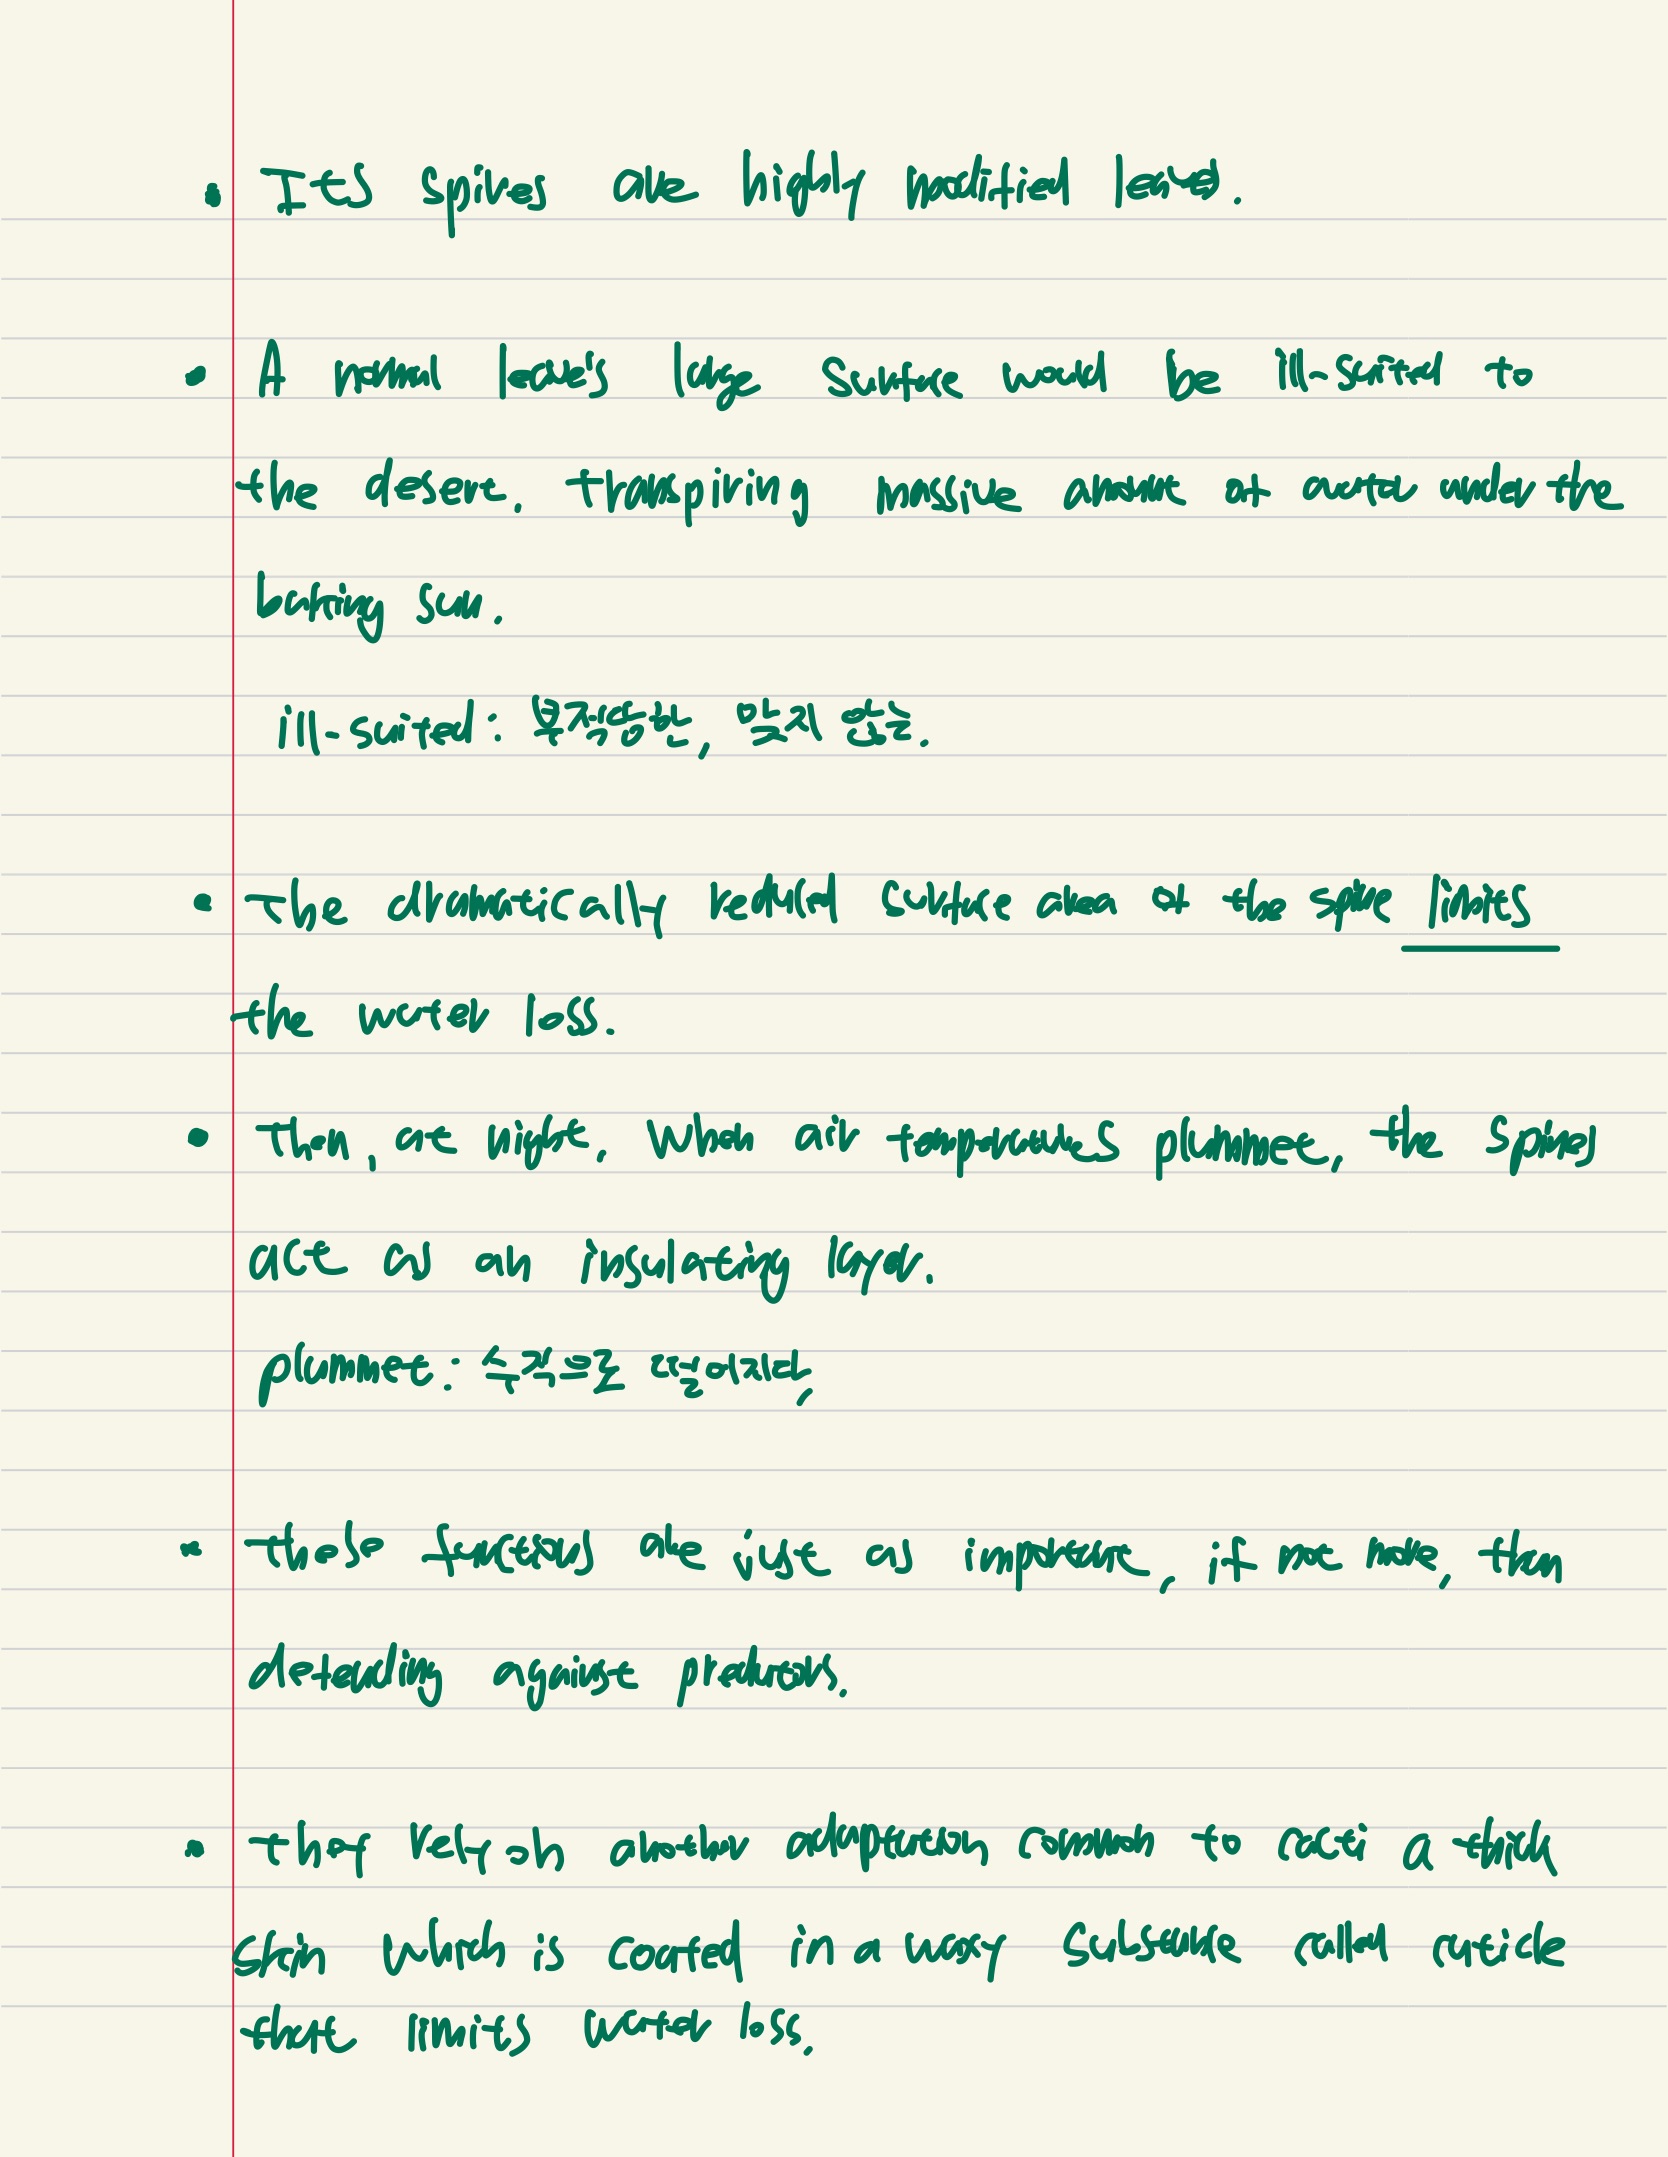 • Its spines are highly modified leaves.
• A normal leave's large surface would be ill-suited to
the desert, transpiring massive amount of water under the
baking sun.
ill-suited: 부적당한, 맞지 않는.
• The dramatically reduced surface area of the spine limits
the water loss.
• Then, at night, when air temperatures plummet, the spines
act as an insulating layer.
plummet: 수직으로 떨어지다,
• these functions are just as important, if not more, than
defending against predators.
• they rely on another adaptation common to cacti a thick
skin which is coated in a waxy substance called cuticle
that limits water loss.